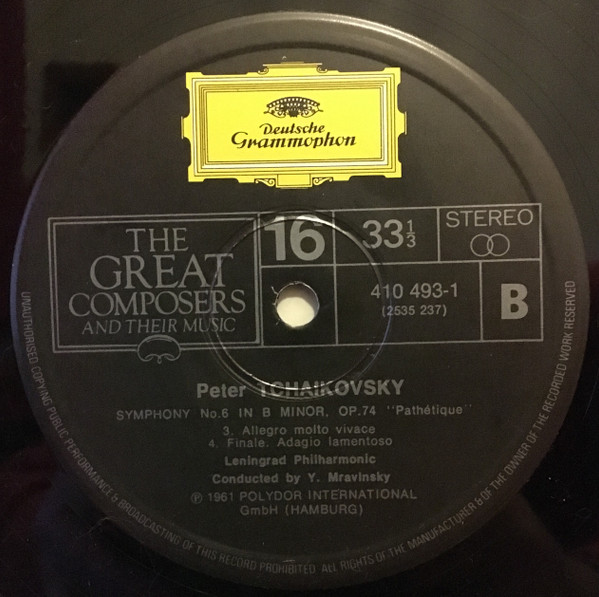 Deutsche
Grammophon
THE
GREAT
COMPOSERS
AND THEIR MUSIC
16
33⅓
STEREO
410 493-1
(2535 237)
B
Peter TCHAIKOVSKY
SYMPHONY No.6 IN B MINOR, OP.74 "Pathétique"
3. Allegro molto vivace
4. Finale. Adagio lamentoso
Leningrad Philharmonic
Conducted by Y. Mravinsky
℗ 1961 POLYDOR INTERNATIONAL
GmbH (HAMBURG)
UNAUTHORISED COPYING PUBLIC PERFORMANCE & BROADCASTING OF THIS RECORD PROHIBITED ALL RIGHTS OF THE MANUFACTURER & OF THE OWNER OF THE RECORDED WORK RESERVED